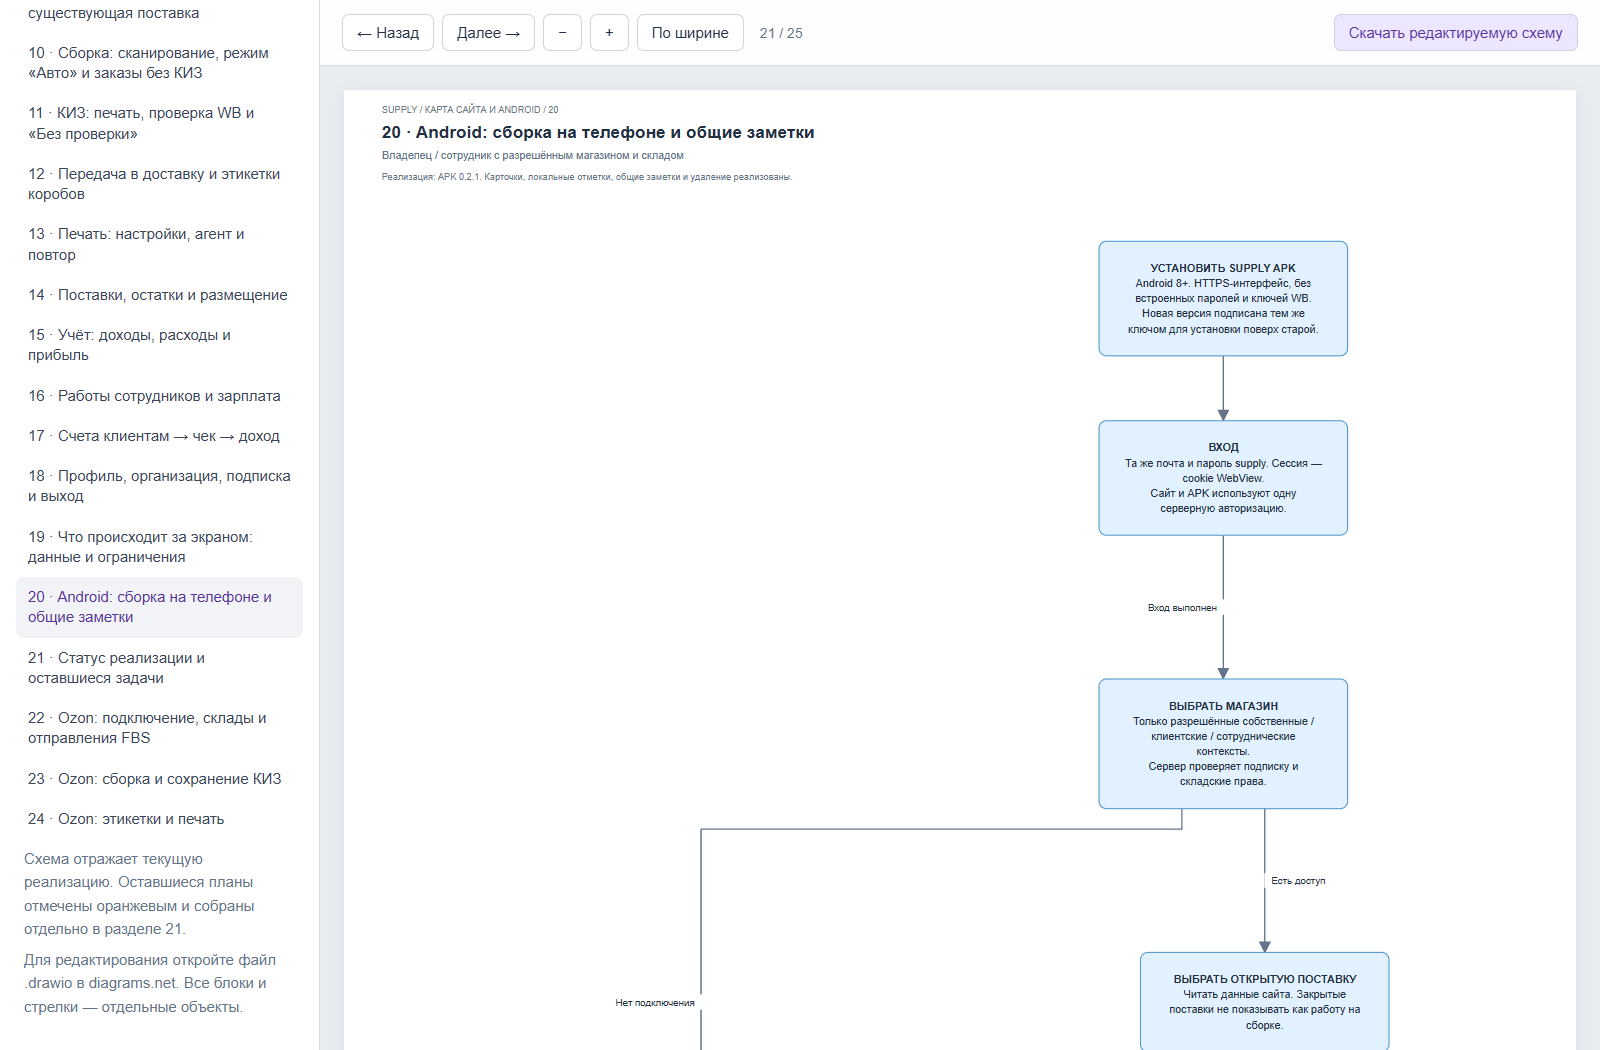 существующая поставка
10 · Сборка: сканирование, режим
«Авто» и заказы без КИЗ
11 · КИЗ: печать, проверка WB и
«Без проверки»
12 · Передача в доставку и этикетки
коробов
13 · Печать: настройки, агент и
повтор
14 · Поставки, остатки и размещение
15 · Учёт: доходы, расходы и
прибыль
16 · Работы сотрудников и зарплата
17 · Счета клиентам → чек → доход
18 · Профиль, организация, подписка
и выход
19 · Что происходит за экраном:
данные и ограничения
20 · Android: сборка на телефоне и
общие заметки
21 · Статус реализации и
оставшиеся задачи
22 · Ozon: подключение, склады и
отправления FBS
23 · Ozon: сборка и сохранение КИЗ
24 · Ozon: этикетки и печать
Схема отражает текущую
реализацию. Оставшиеся планы
отмечены оранжевым и собраны
отдельно в разделе 21.
Для редактирования откройте файл
.drawio в diagrams.net. Все блоки и
стрелки — отдельные объекты.
← Назад
Далее →
−
+
По ширине
21 / 25
Скачать редактируемую схему
SUPPLY / КАРТА САЙТА И ANDROID / 20
20 · Android: сборка на телефоне и общие заметки
Владелец / сотрудник с разрешённым магазином и складом
Реализация: APK 0.2.1. Карточки, локальные отметки, общие заметки и удаление реализованы.
УСТАНОВИТЬ SUPPLY APK
Android 8+. HTTPS-интерфейс, без
встроенных паролей и ключей WB.
Новая версия подписана тем же
ключом для установки поверх старой.
ВХОД
Та же почта и пароль supply. Сессия —
cookie WebView.
Сайт и APK используют одну
серверную авторизацию.
Вход выполнен
ВЫБРАТЬ МАГАЗИН
Только разрешённые собственные /
клиентские / сотруднические
контексты.
Сервер проверяет подписку и
складские права.
Есть доступ
ВЫБРАТЬ ОТКРЫТУЮ ПОСТАВКУ
Читать данные сайта. Закрытые
поставки не показывать как работу на
сборке.
Нет подключения